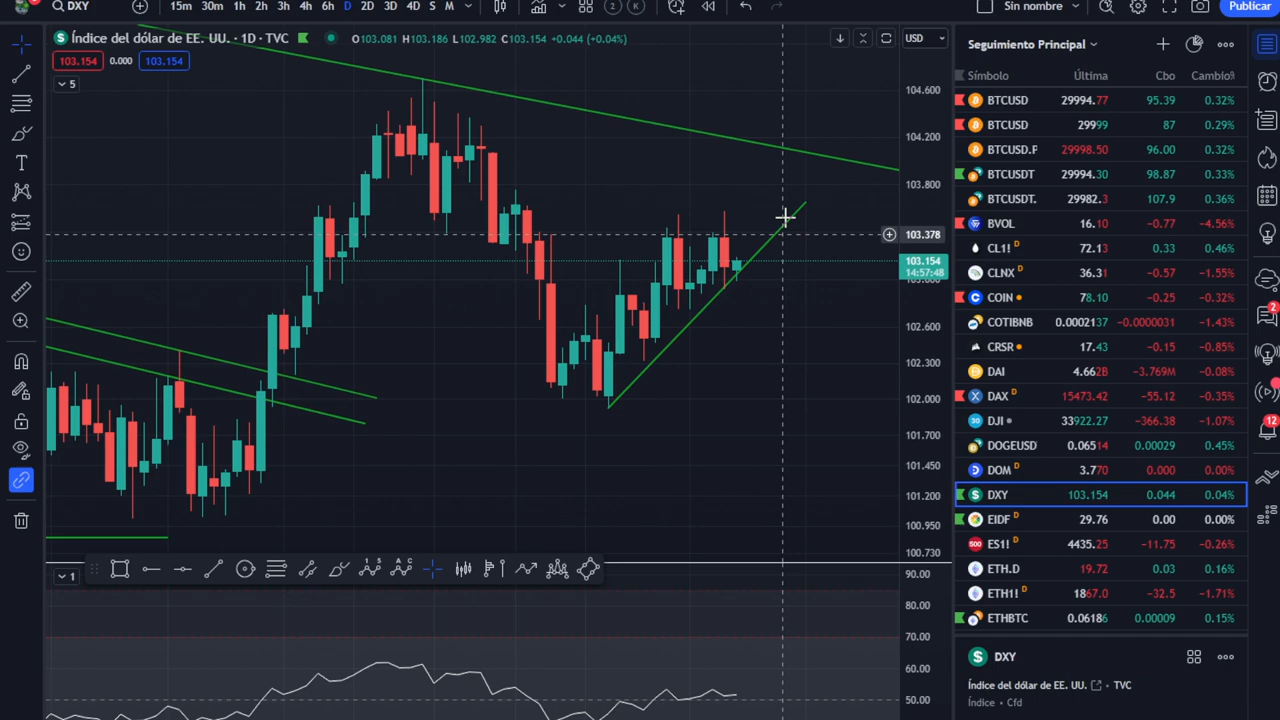 DXY
15m 30m 1h 2h 3h 4h 6h D 2D 3D 4D S M
2 K
Sin nombre
Publicar
Índice del dólar de EE. UU. · 1D · TVC
O103.081 H103.186 L102.982 C103.154 +0.044 (+0.04%)
103.154 0.000 103.154
5
USD
104.600
104.200
103.800
103.378
103.154
14:57:48
103.000
102.600
102.300
102.000
101.700
101.450
101.200
100.950
100.730
1
90.00
80.00
70.00
60.00
50.00
Seguimiento Principal
Símbolo Última Cbo Cambio%
BTCUSD 29994.77 95.39 0.32%
BTCUSD 29999 87 0.29%
BTCUSD.P 29998.50 96.00 0.32%
BTCUSDT 29994.30 98.87 0.33%
BTCUSDT. 29982.3 107.9 0.36%
BVOL 16.10 −0.77 −4.56%
CL1! D 72.13 0.33 0.46%
CLNX D 36.31 −0.57 −1.55%
COIN 78.10 −0.25 −0.32%
COTIBNB 0.0002137 −0.0000031 −1.43%
CRSR 17.43 −0.15 −0.85%
DAI 4.662B −3.769M −0.08%
DAX D 15473.42 −55.12 −0.35%
DJI 33922.27 −366.38 −1.07%
DOGEUSD 0.06514 0.00029 0.45%
DOM D 3.770 0.000 0.00%
DXY 103.154 0.044 0.04%
EIDF D 29.76 0.00 0.00%
500 ES1! D 4435.25 −11.75 −0.26%
ETH.D 19.72 0.03 0.16%
ETH1! D 1867.0 −32.5 −1.71%
ETHBTC 0.06186 0.00009 0.15%
2
12
DXY
Índice del dólar de EE. UU. · TVC
Índice · Cfd